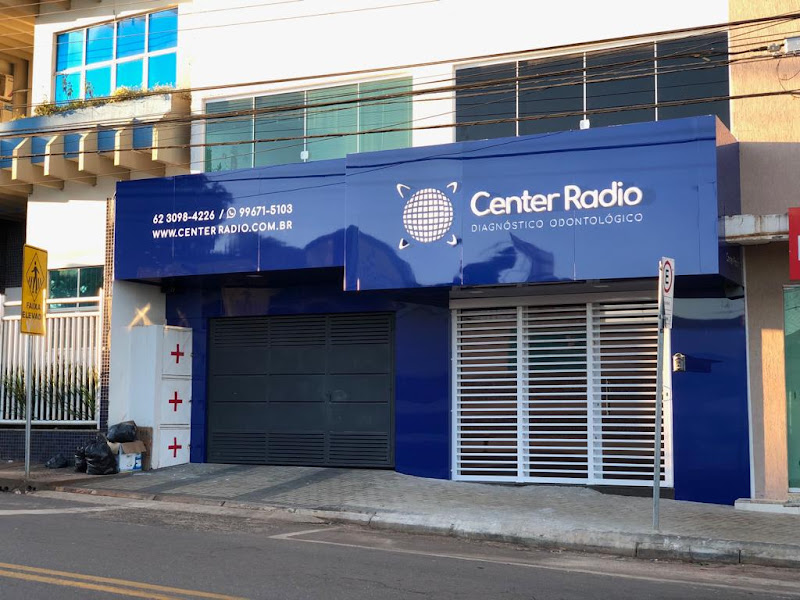 62 3098-4226 / 99671-5103
WWW.CENTERRADIO.COM.BR
Center Radio
DIAGNÓSTICO ODONTOLÓGICO
FAIXA
ELEVADA